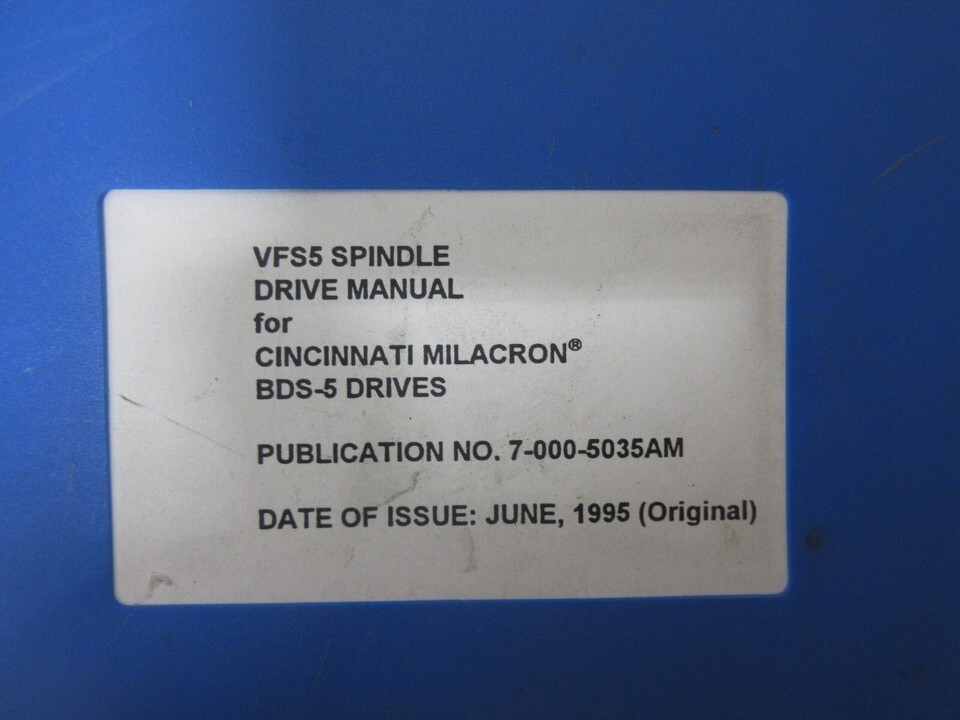 VFS5 SPINDLE
DRIVE MANUAL
for
CINCINNATI MILACRON®
BDS-5 DRIVES
PUBLICATION NO. 7-000-5035AM
DATE OF ISSUE: JUNE, 1995 (Original)